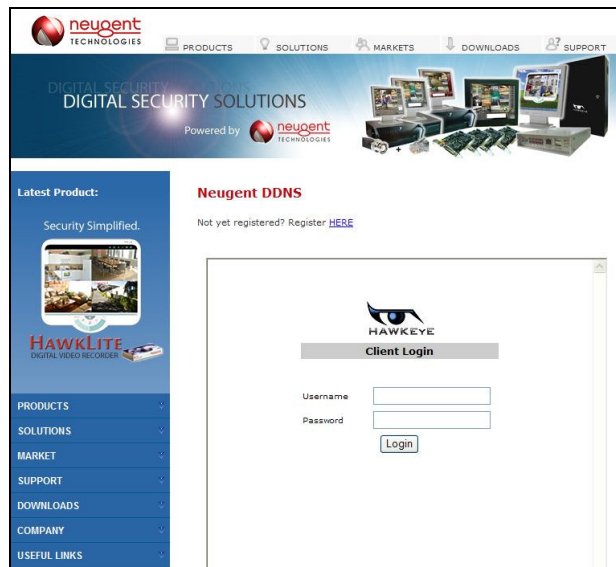 neugent
TECHNOLOGIES
PRODUCTS SOLUTIONS MARKETS DOWNLOADS SUPPORT
DIGITAL SECURITY
DIGITAL SECURITY SOLUTIONS
Powered by neugent
TECHNOLOGIES
Latest Product:
Security Simplified.
HAWKLITE
DIGITAL VIDEO RECORDER
PRODUCTS
SOLUTIONS
MARKET
SUPPORT
DOWNLOADS
COMPANY
USEFUL LINKS
Neugent DDNS
Not yet registered? Register HERE
HAWKEYE
Client Login
Username
Password
Login